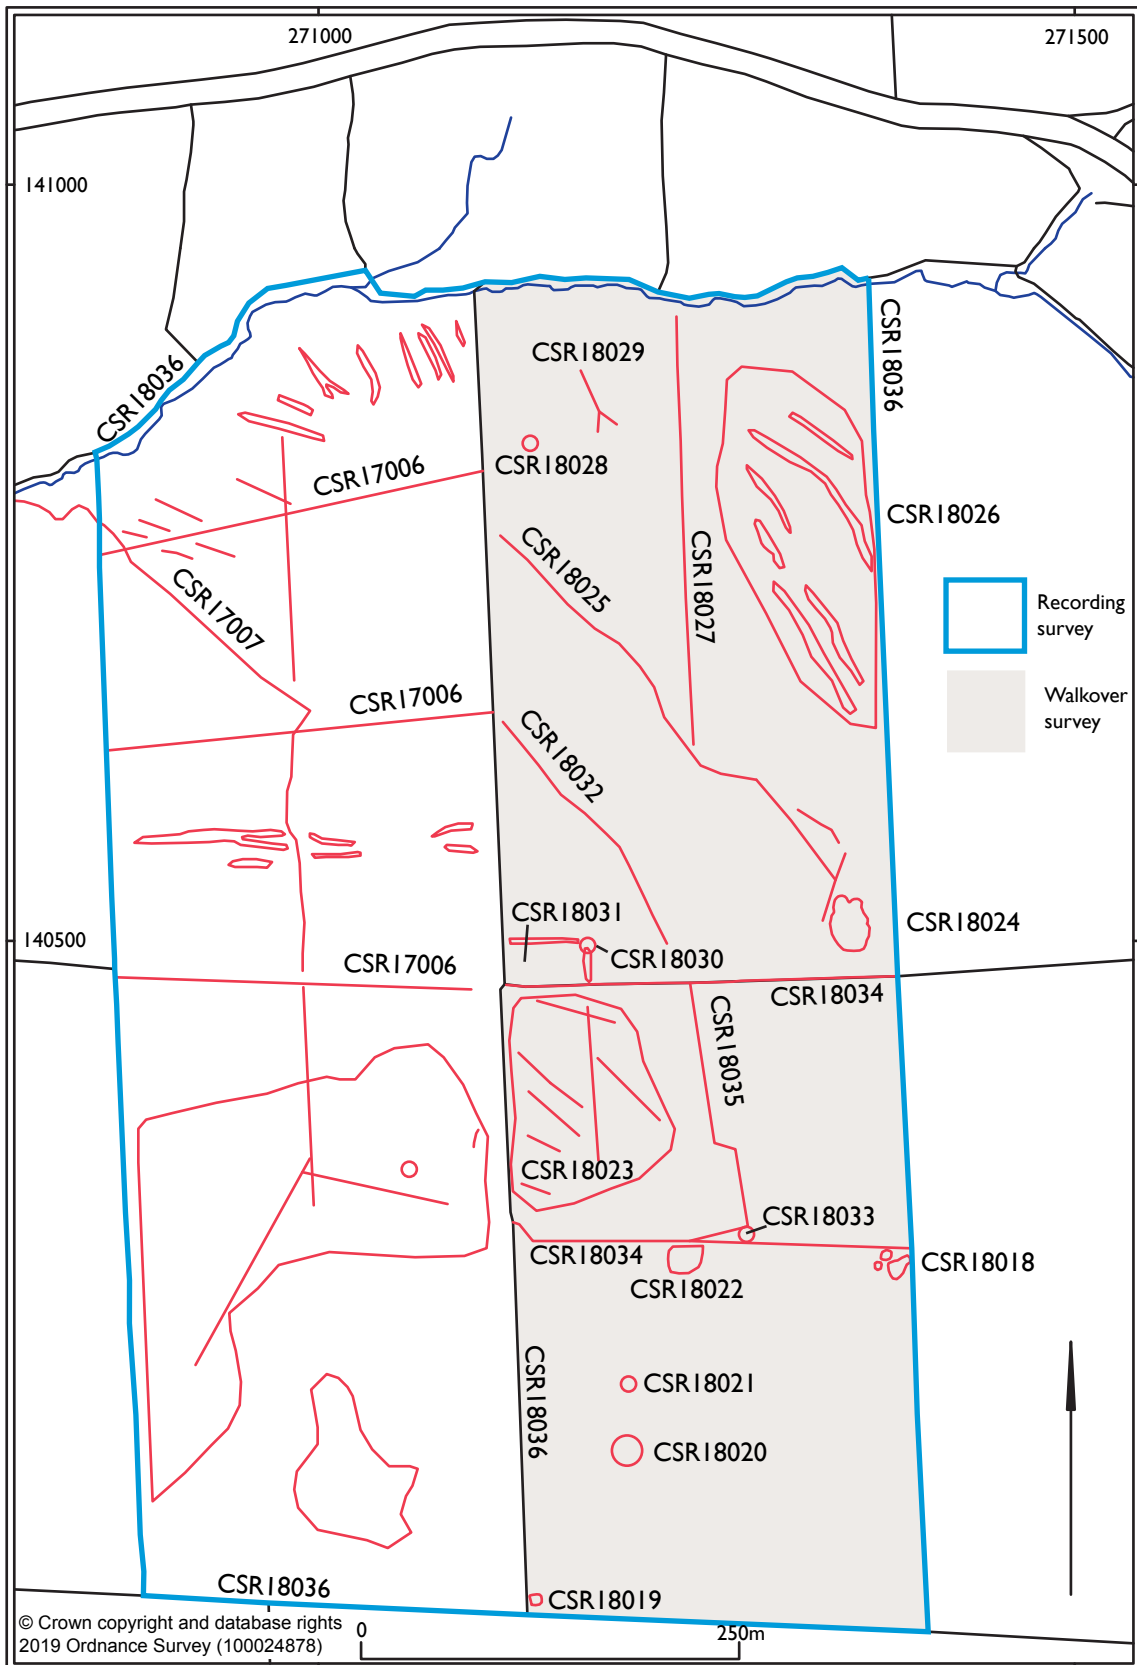 271000
271500
141000
CSR18036
CSR18029
CSR18036
CSR17006
CSR18028
CSR18026
CSR18025
CSR18027
CSR17007
Recording
survey
CSR17006
Walkover
survey
CSR18032
CSR18031
CSR18024
140500
CSR17006
CSR18030
CSR18034
CSR18035
CSR18023
CSR18033
CSR18034
CSR18018
CSR18022
CSR18036
CSR18021
CSR18020
CSR18036
CSR18019
© Crown copyright and database rights
2019 Ordnance Survey (100024878)
0
250m